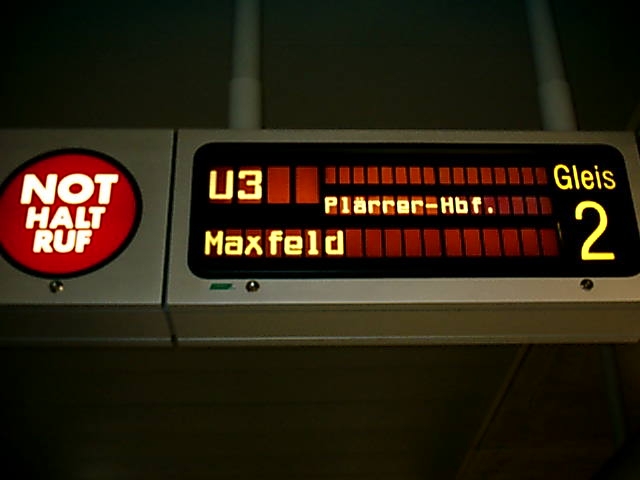 NOT
HALT
RUF
U3
Plärrer-Hbf.
Maxfeld
Gleis
2